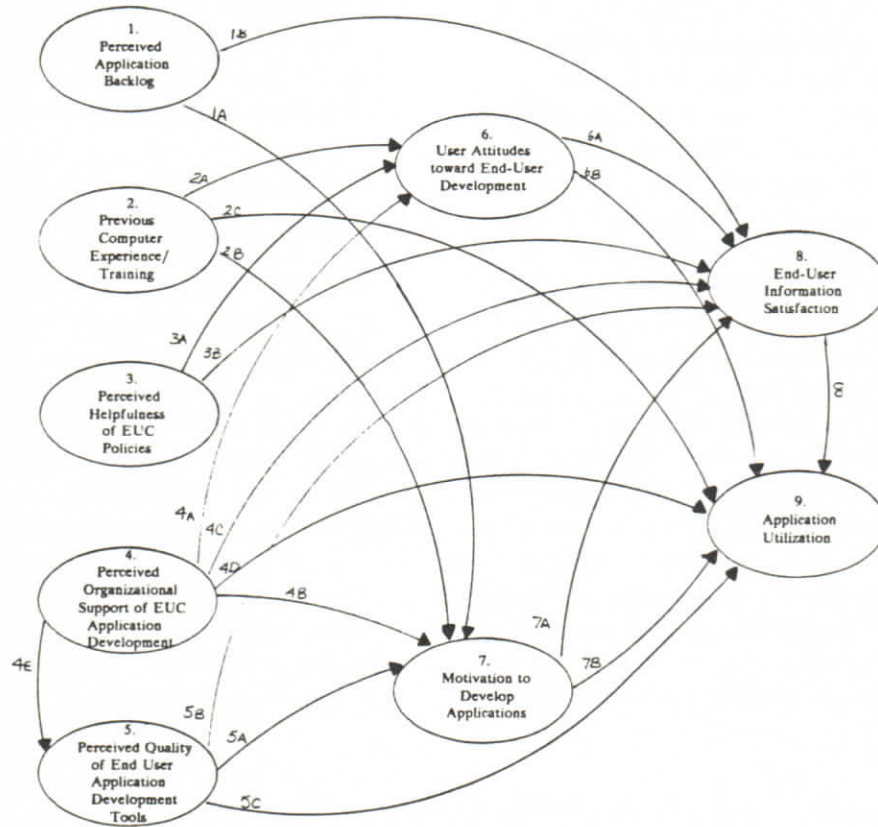 1.
Perceived
Application
Backlog
1B
1A
6.
User Attitudes
toward End-User
Development
6A
6B
2A
2C
2B
2.
Previous
Computer
Experience/
Training
8.
End-User
Information
Satisfaction
3A
3B
3.
Perceived
Helpfulness
of EUC
Policies
8
4A
4C
4D
4B
4.
Perceived
Organizational
Support of EUC
Application
Development
9.
Application
Utilization
4E
7A
7B
7.
Motivation to
Develop
Applications
5B
5A
5C
5.
Perceived Quality
of End User
Application
Development
Tools